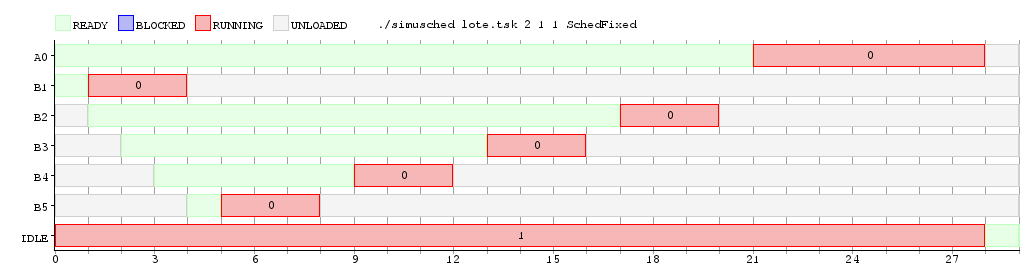 READY BLOCKED RUNNING UNLOADED ./simusched lote.tsk 2 1 1 SchedFixed
A0 0
B1 0
B2 0
B3 0
B4 0
B5 0
IDLE 1
0 3 6 9 12 15 18 21 24 27